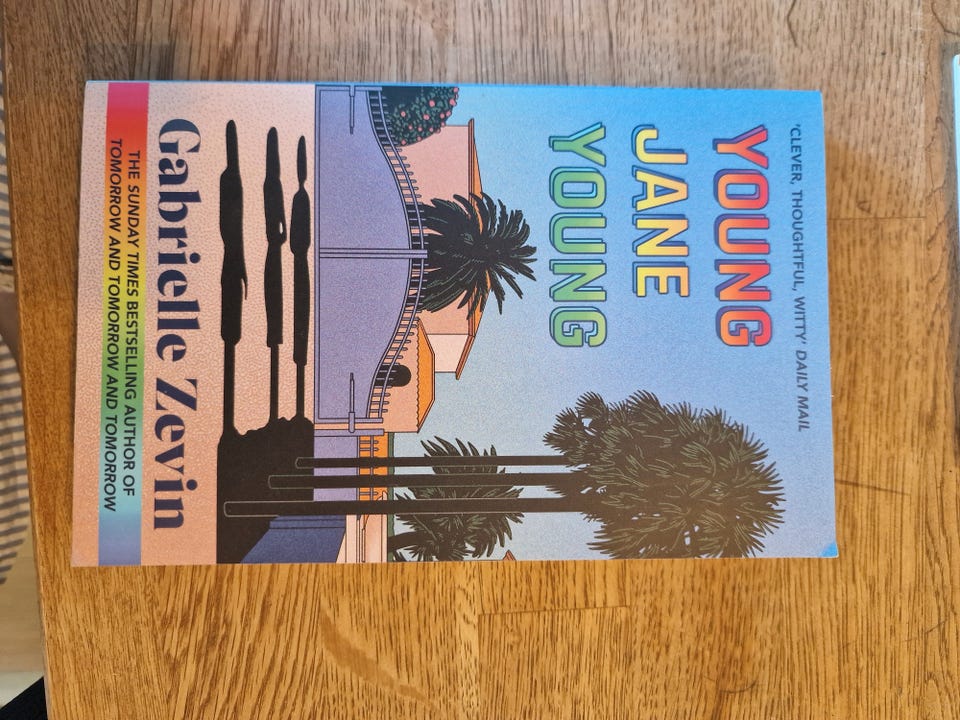 'CLEVER, THOUGHTFUL, WITTY' DAILY MAIL
YOUNG
JANE
YOUNG
Gabrielle Zevin
THE SUNDAY TIMES BESTSELLING AUTHOR OF
TOMORROW AND TOMORROW AND TOMORROW